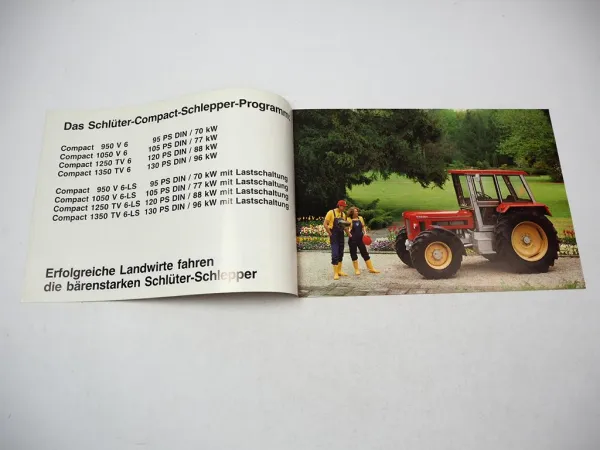 Das Schlüter-Compact-Schlepper-Programm
Compact 950 V 6 95 PS DIN / 70 kW
Compact 1050 V 6 105 PS DIN / 77 kW
Compact 1250 TV 6 120 PS DIN / 88 kW
Compact 1350 TV 6 130 PS DIN / 96 kW
Compact 950 V 6-LS 95 PS DIN / 70 kW mit Lastschaltung
Compact 1050 V 6-LS 105 PS DIN / 77 kW mit Lastschaltung
Compact 1250 TV 6-LS 120 PS DIN / 88 kW mit Lastschaltung
Compact 1350 TV 6-LS 130 PS DIN / 96 kW mit Lastschaltung
Erfolgreiche Landwirte fahren
die bärenstarken Schlüter-Schlepper